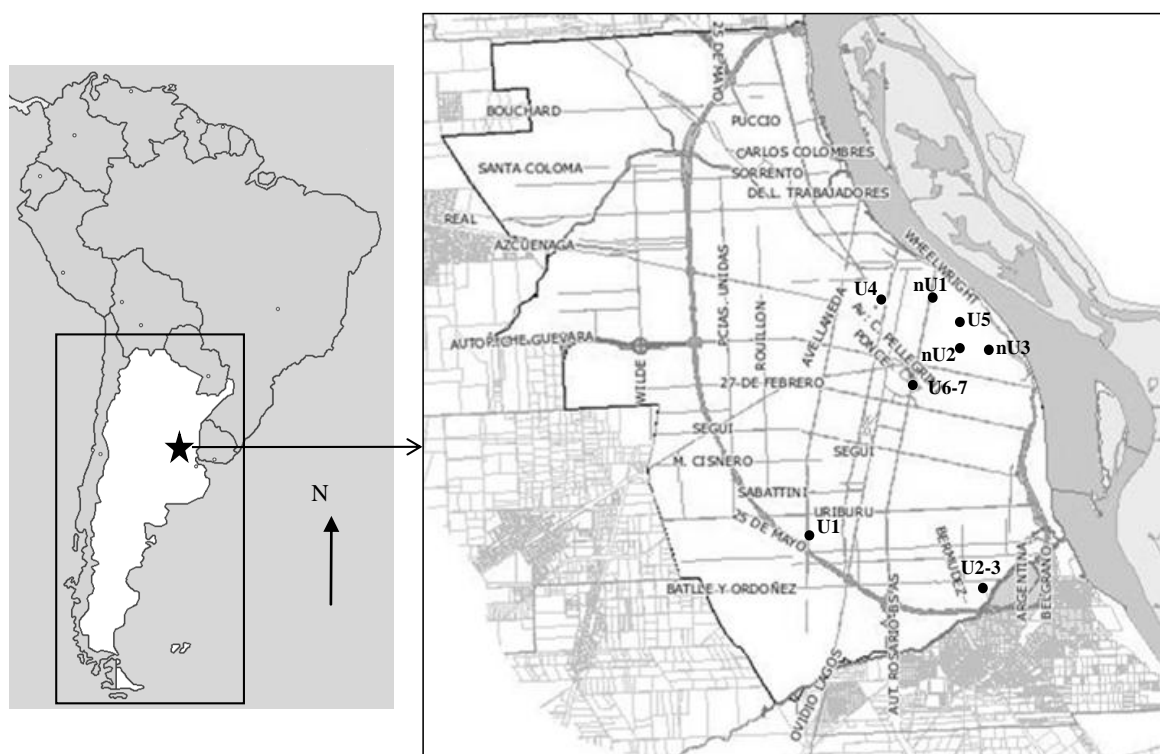 N
25 DE MAYO
BOUCHARD
PUCCIO
CARLOS COLOMBRES
SANTA COLOMA
SORRENTO
DE.L. TRABAJADORES
REAL
AZCUENAGA
WHEELWRIGHT
PCIAS. UNIDAS
ROUILLON
AVELLANEDA
U4
nU1
AV. C. PELLEGRI
U5
AUTOP. CHE GUEVARA
nU2
nU3
WILDE
27 DE FEBRERO
U6-7
SEGUI
SEGUI
M. CISNERO
SABATTINI
URIBURU
25 DE MAYO
U1
BERMUDEZ
U2-3
BATLLE Y ORDOÑEZ
ARGENTINA
BELGRANO
OVIDIO LAGOS
AUT. ROSARIO-BS.AS